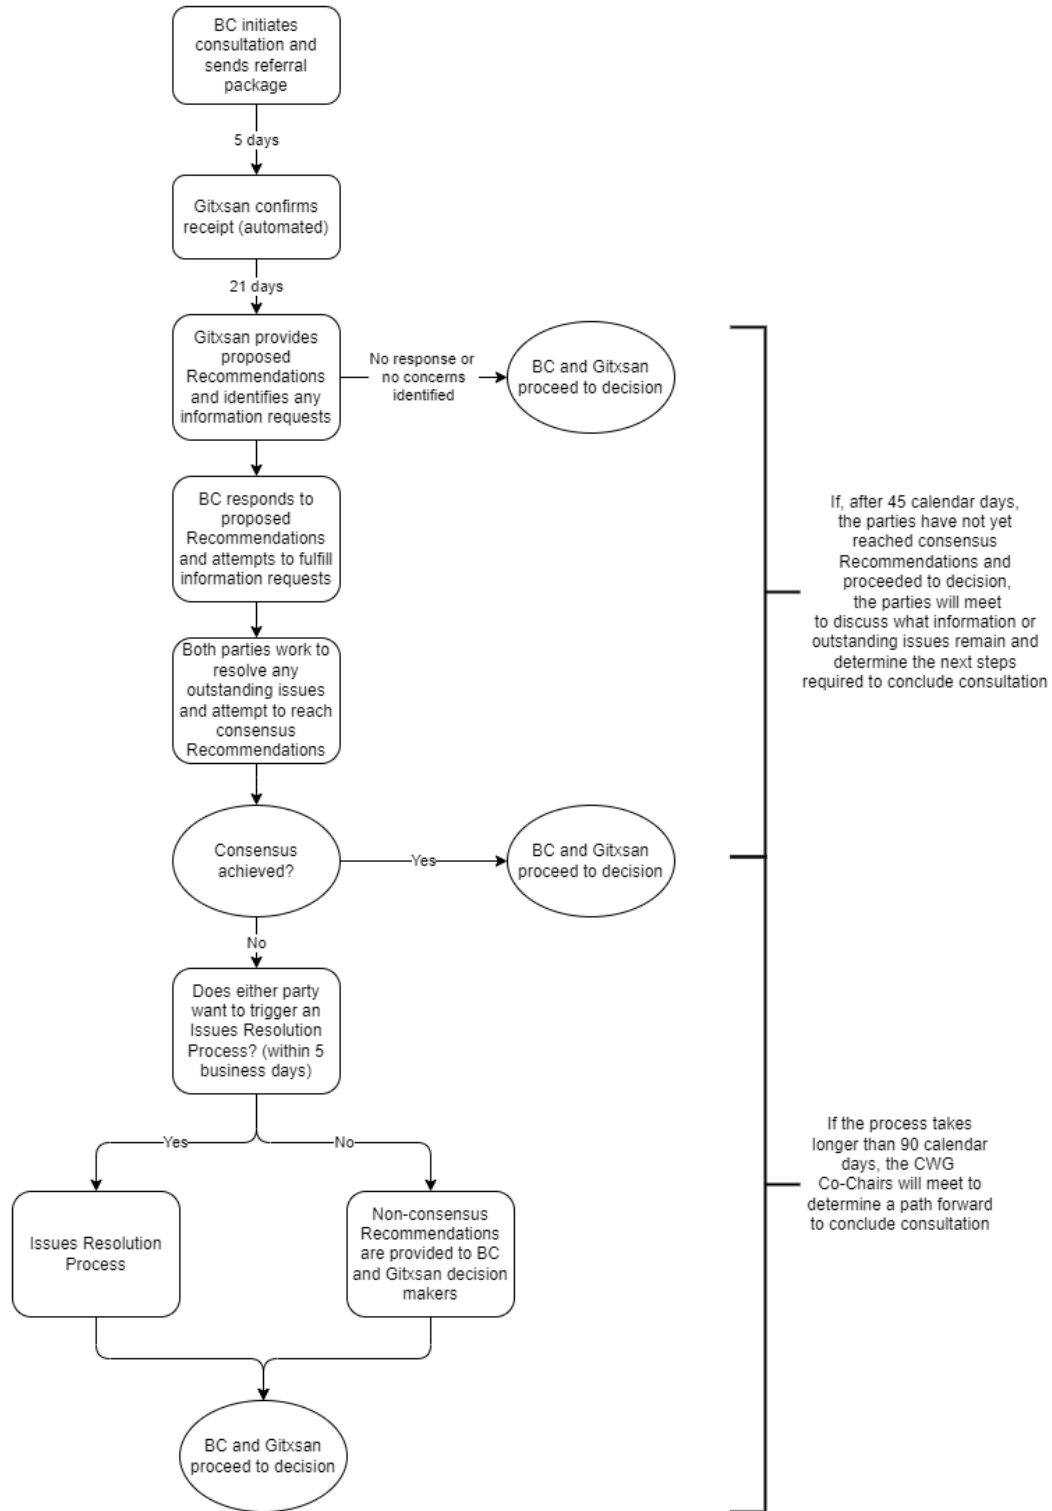 BC initiates
consultation and
sends referral
package
5 days
Gitxsan confirms
receipt (automated)
21 days
Gitxsan provides
proposed
Recommendations
and identifies any
information requests
No response or
no concerns
identified
BC and Gitxsan
proceed to decision
BC responds to
proposed
Recommendations
and attempts to fulfill
information requests
Both parties work to
resolve any
outstanding issues
and attempt to reach
consensus
Recommendations
If, after 45 calendar days,
the parties have not yet
reached consensus
Recommendations and
proceeded to decision,
the parties will meet
to discuss what information or
outstanding issues remain and
determine the next steps
required to conclude consultation
Consensus
achieved?
Yes
BC and Gitxsan
proceed to decision
No
Does either party
want to trigger an
Issues Resolution
Process? (within 5
business days)
Yes
No
Issues Resolution
Process
Non-consensus
Recommendations
are provided to BC
and Gitxsan decision
makers
If the process takes
longer than 90 calendar
days, the CWG
Co-Chairs will meet to
determine a path forward
to conclude consultation
BC and Gitxsan
proceed to decision